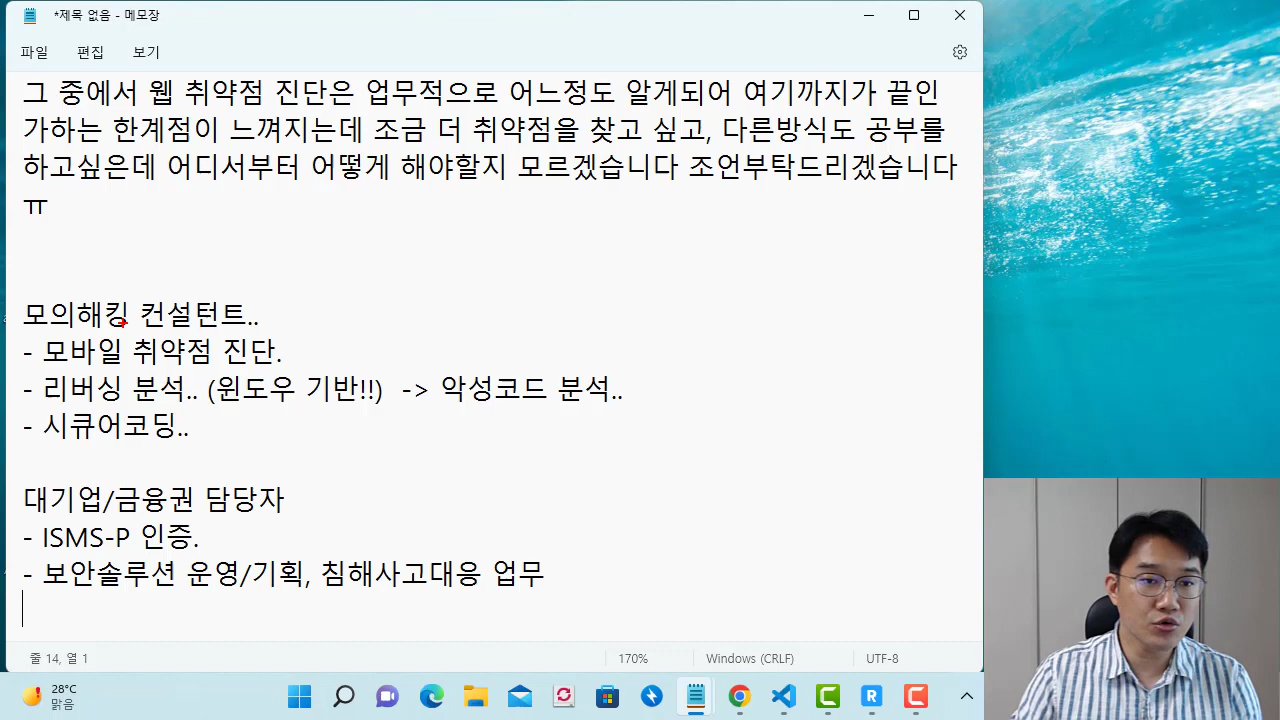 *제목 없음 - 메모장
파일 편집 보기
그 중에서 웹 취약점 진단은 업무적으로 어느정도 알게되어 여기까지가 끝인
가하는 한계점이 느껴지는데 조금 더 취약점을 찾고 싶고, 다른방식도 공부를
하고싶은데 어디서부터 어떻게 해야할지 모르겠습니다 조언부탁드리겠습니다
ㅠ
모의해킹 컨설턴트..
- 모바일 취약점 진단.
- 리버싱 분석.. (윈도우 기반!!)  -> 악성코드 분석..
- 시큐어코딩..
대기업/금융권 담당자
- ISMS-P 인증.
- 보안솔루션 운영/기획, 침해사고대응 업무
줄 14, 열 1 170% Windows (CRLF) UTF-8
28°C
맑음